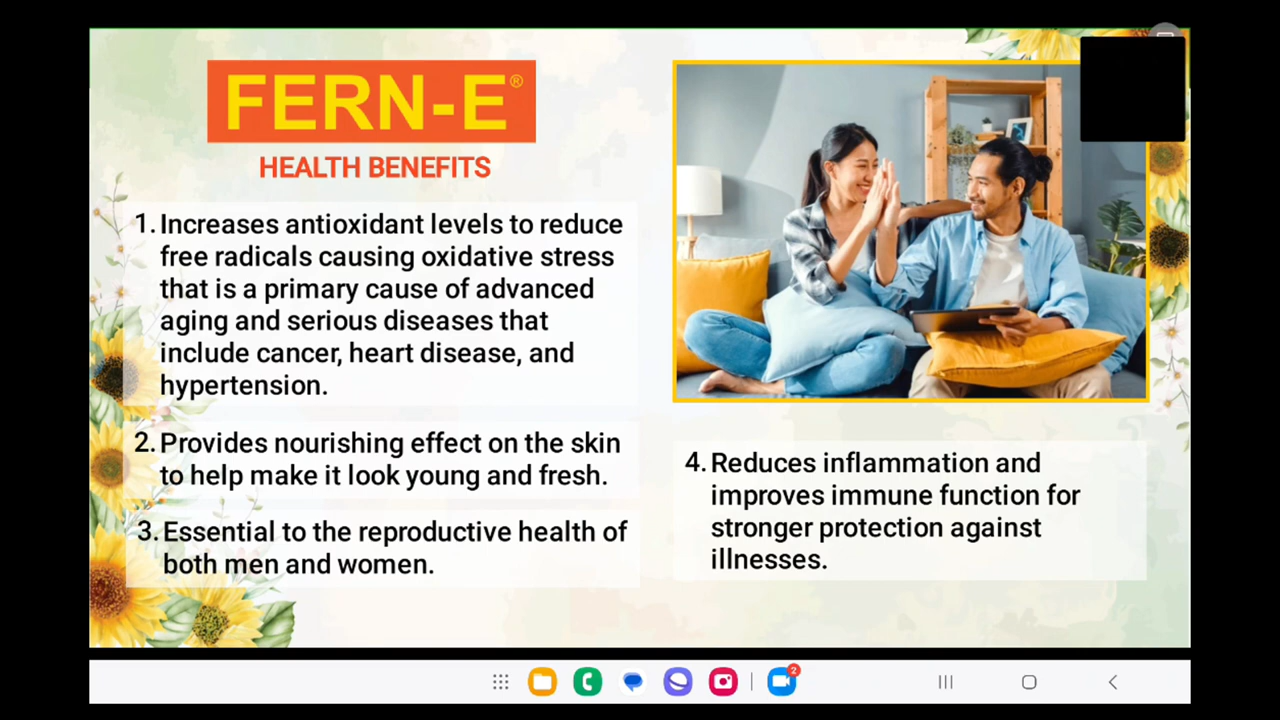 FERN-E®
HEALTH BENEFITS
1. Increases antioxidant levels to reduce
free radicals causing oxidative stress
that is a primary cause of advanced
aging and serious diseases that
include cancer, heart disease, and
hypertension.
2. Provides nourishing effect on the skin
to help make it look young and fresh.
3. Essential to the reproductive health of
both men and women.
4. Reduces inflammation and
improves immune function for
stronger protection against
illnesses.
2